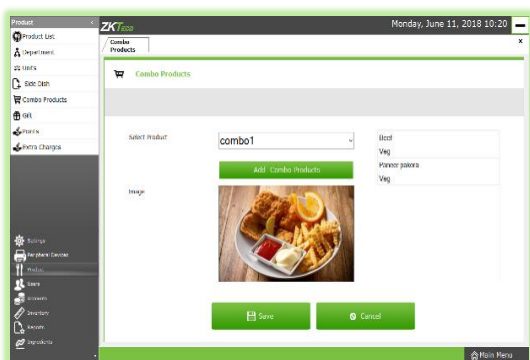 Product
ZKTeco
Monday, June 11, 2018 10:20
Product List
Department
Units
Side Dish
Combo Products
Gift
Points
Extra Charges
Combo
Products
x
Combo Products
Select Product
combo1
Add Combo Products
Image
Beef
Veg
Paneer pakora
Veg
Save
Cancel
Settings
Peripheral Devices
Product
Users
Accounts
Inventory
Reports
Ingredients
Main Menu